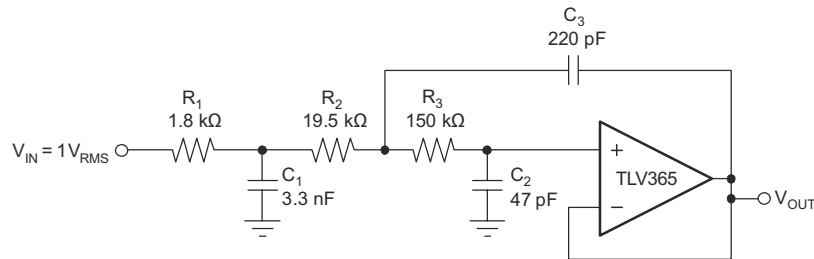 C3
220 pF
R1
1.8 kΩ
R2
19.5 kΩ
R3
150 kΩ
VIN = 1VRMS
C1
3.3 nF
C2
47 pF
+
TLV365
−
VOUT